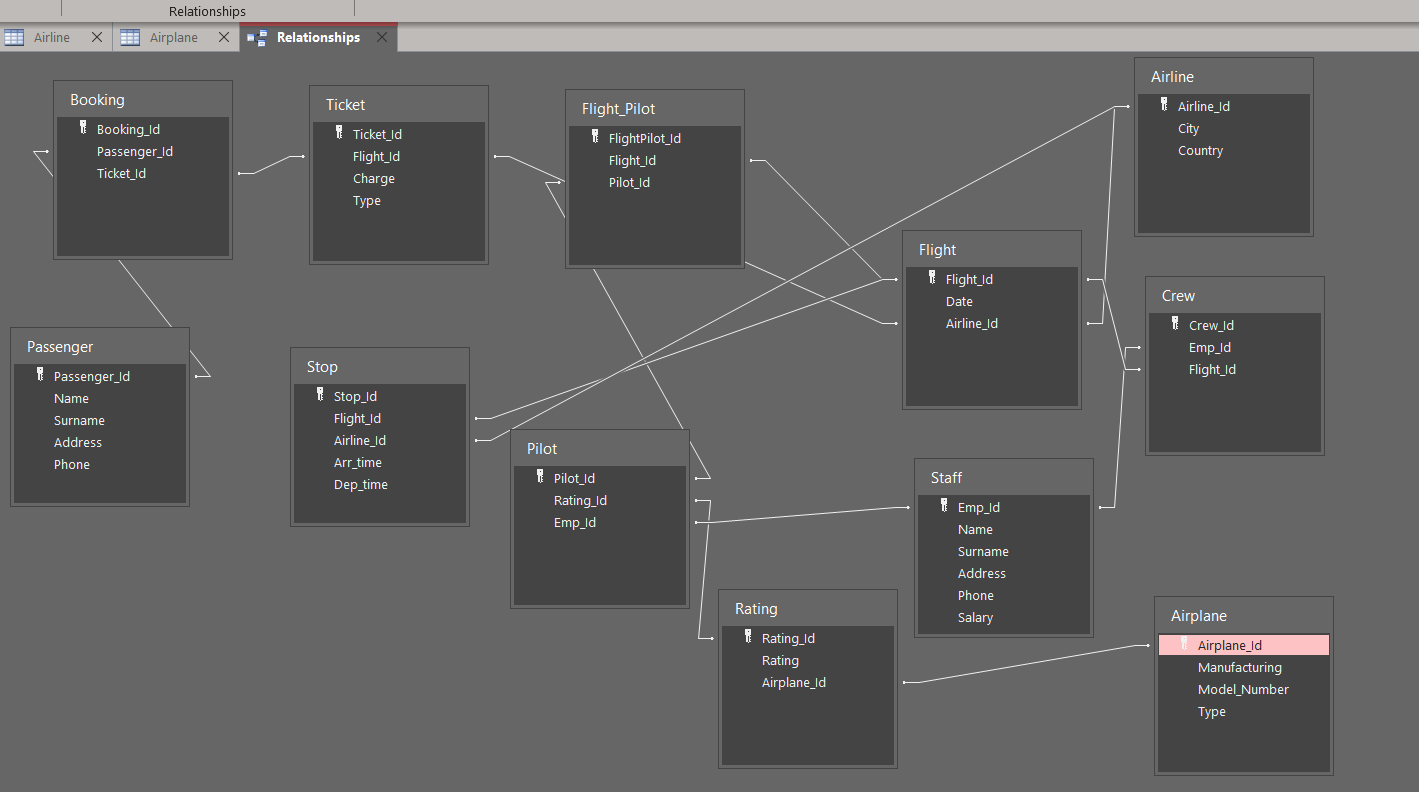 Relationships
Airline
Airplane
Relationships
Booking
Booking_Id
Passenger_Id
Ticket_Id
Ticket
Ticket_Id
Flight_Id
Charge
Type
Flight_Pilot
FlightPilot_Id
Flight_Id
Pilot_Id
Airline
Airline_Id
City
Country
Flight
Flight_Id
Date
Airline_Id
Crew
Crew_Id
Emp_Id
Flight_Id
Passenger
Passenger_Id
Name
Surname
Address
Phone
Stop
Stop_Id
Flight_Id
Airline_Id
Arr_time
Dep_time
Pilot
Pilot_Id
Rating_Id
Emp_Id
Staff
Emp_Id
Name
Surname
Address
Phone
Salary
Rating
Rating_Id
Rating
Airplane_Id
Airplane
Airplane_Id
Manufacturing
Model_Number
Type